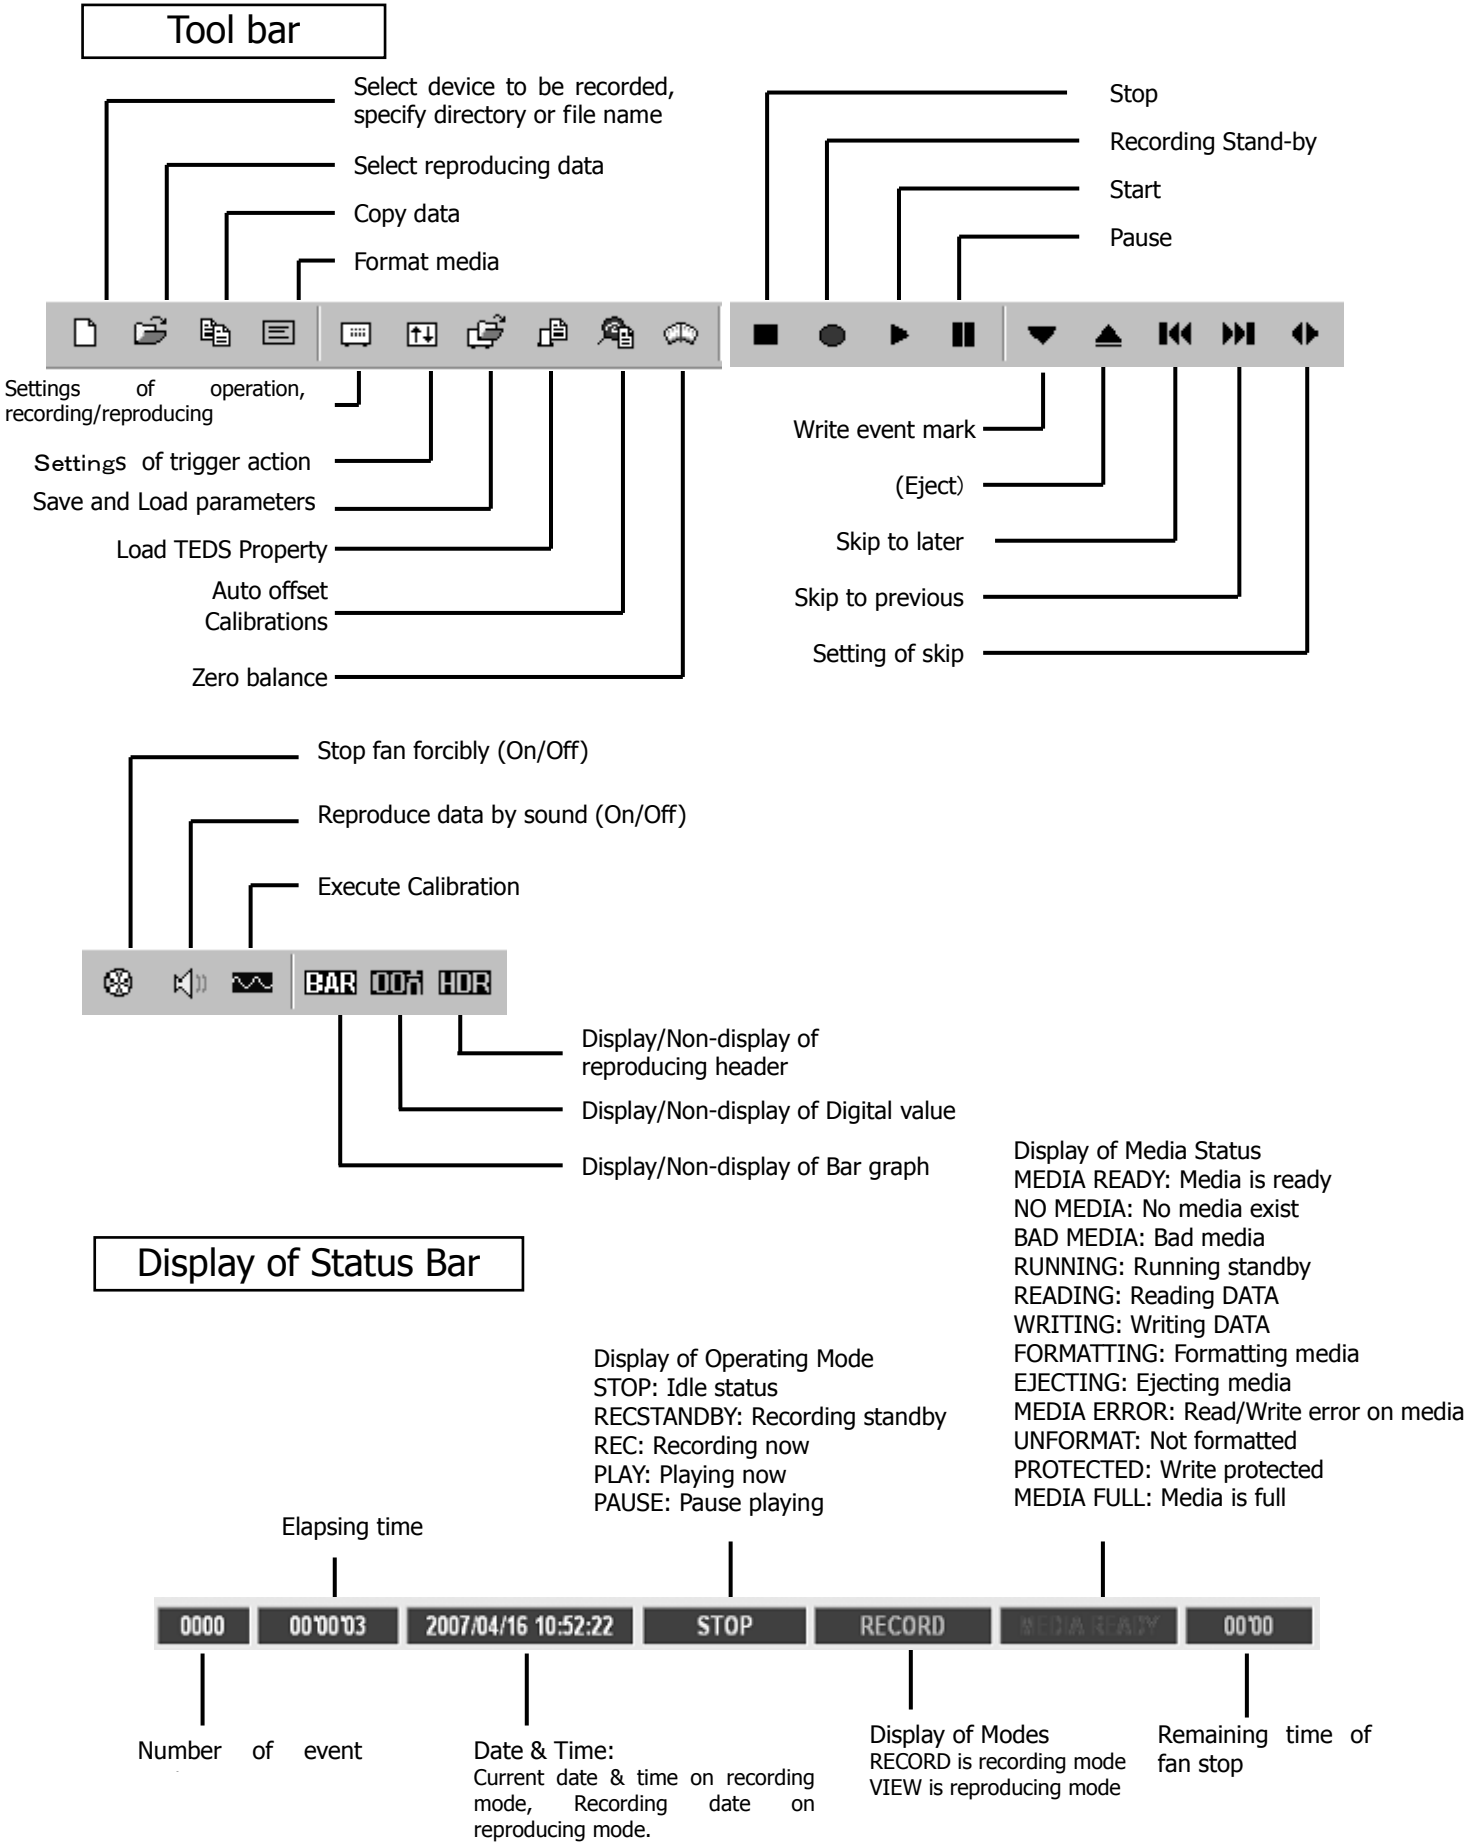 Tool bar
Select device to be recorded,
specify directory or file name
Select reproducing data
Copy data
Format media
Stop
Recording Stand-by
Start
Pause
Settings of operation,
recording/reproducing
Settings of trigger action
Save and Load parameters
Load TEDS Property
Auto offset
Calibrations
Zero balance
Write event mark
(Eject)
Skip to later
Skip to previous
Setting of skip
Stop fan forcibly (On/Off)
Reproduce data by sound (On/Off)
Execute Calibration
BAR HDR
Display/Non-display of
reproducing header
Display/Non-display of Digital value
Display/Non-display of Bar graph
Display of Status Bar
Display of Media Status
MEDIA READY: Media is ready
NO MEDIA: No media exist
BAD MEDIA: Bad media
RUNNING: Running standby
READING: Reading DATA
WRITING: Writing DATA
FORMATTING: Formatting media
EJECTING: Ejecting media
MEDIA ERROR: Read/Write error on media
UNFORMAT: Not formatted
PROTECTED: Write protected
MEDIA FULL: Media is full
Display of Operating Mode
STOP: Idle status
RECSTANDBY: Recording standby
REC: Recording now
PLAY: Playing now
PAUSE: Pause playing
Elapsing time
0000 00'00'03 2007/04/16 10:52:22 STOP RECORD MEDIA READY 00'00
Number of event
Date & Time:
Current date & time on recording
mode, Recording date on
reproducing mode.
Display of Modes
RECORD is recording mode
VIEW is reproducing mode
Remaining time of
fan stop